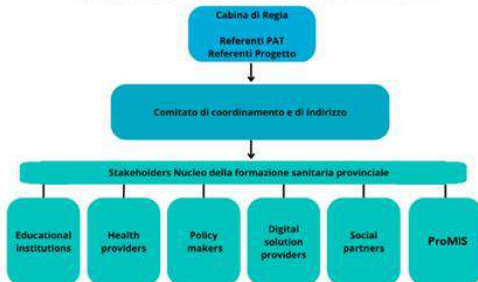 Cabina di Regia
Referenti PAT
Referenti Progetto
Comitato di coordinamento e di indirizzo
Stakeholders Nucleo della formazione sanitaria provinciale
Educational
institutions
Health
providers
Policy
makers
Digital
solution
providers
Social
partners
ProMIS